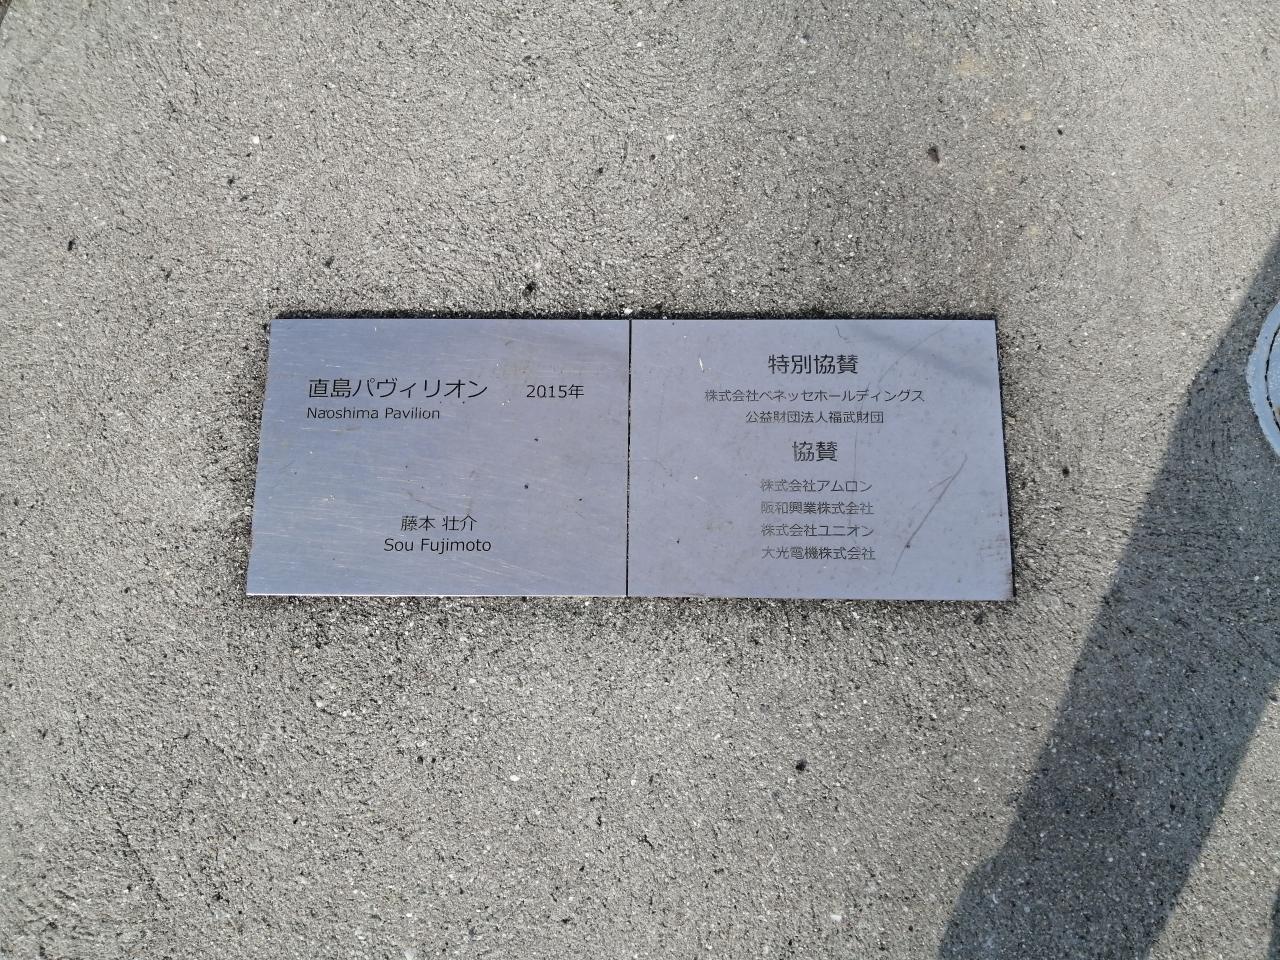 直島パヴィリオン 2015年
Naoshima Pavilion
藤本 壮介
Sou Fujimoto
特別協賛
株式会社ベネッセホールディングス
公益財団法人福武財団
協賛
株式会社アムロン
阪和興業株式会社
株式会社ユニオン
大光電機株式会社